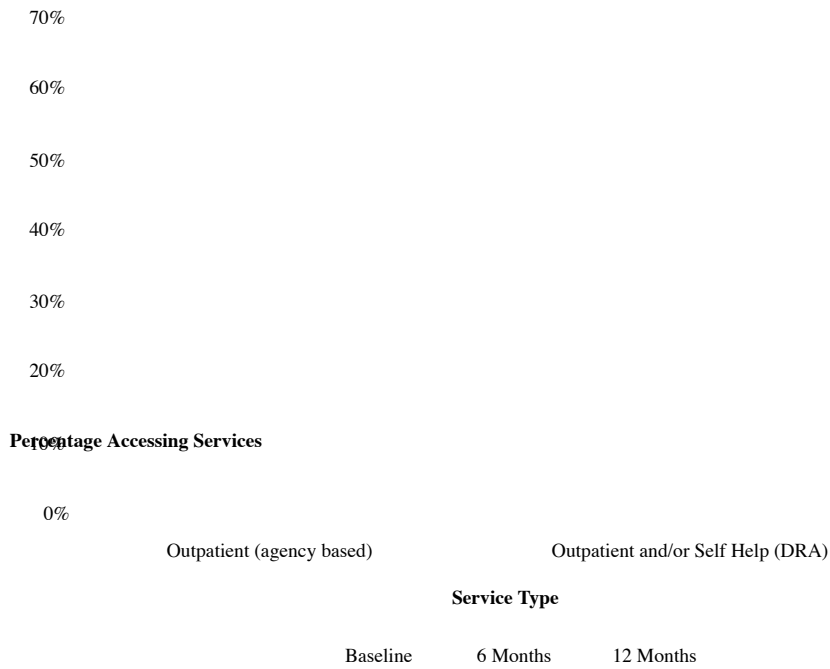 70%
60%
50%
40%
30%
20%
10%
Percentage Accessing Services
0%
Outpatient (agency based) Outpatient and/or Self Help (DRA)
Service Type
Baseline 6 Months 12 Months